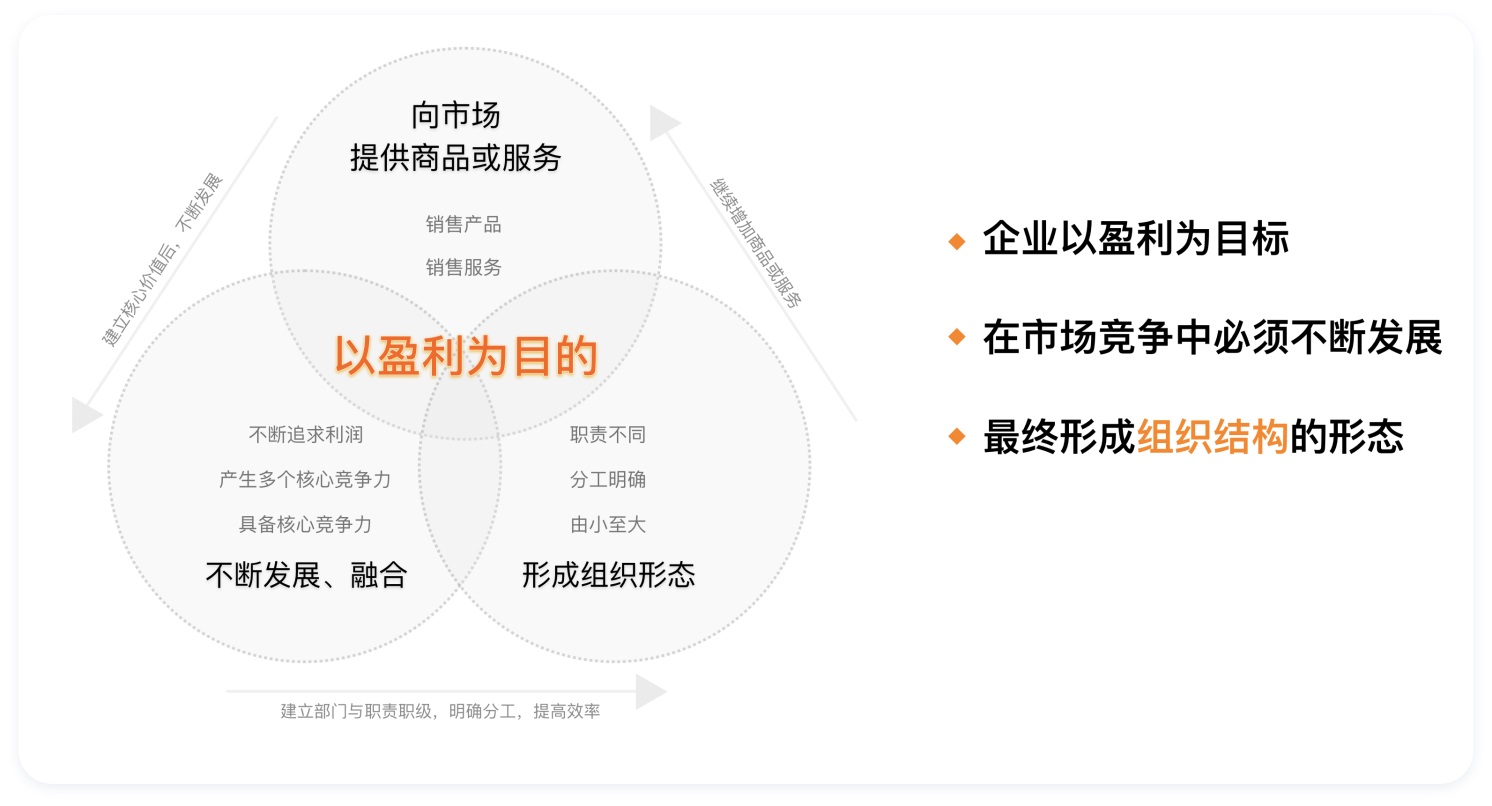 向市场
提供商品或服务
销售产品
销售服务
建立核心价值后，不断发展
继续增加商品或服务
以盈利为目的
不断追求利润
产生多个核心竞争力
具备核心竞争力
不断发展、融合
职责不同
分工明确
由小至大
形成组织形态
建立部门与职责职级，明确分工，提高效率
企业以盈利为目标
在市场竞争中必须不断发展
最终形成组织结构的形态